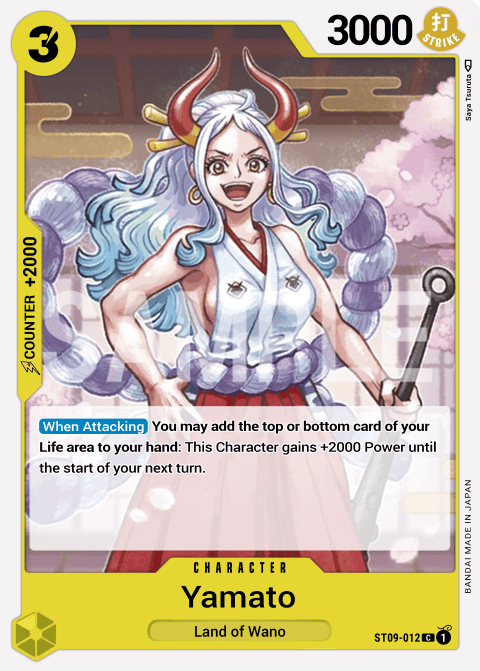 3
3000
打
STRIKE
Saya Tsuruta
COUNTER +2000
SAMPLE
When Attacking You may add the top or bottom card of your
Life area to your hand: This Character gains +2000 Power until
the start of your next turn.
BANDAI MADE IN JAPAN
CHARACTER
Yamato
Land of Wano
ST09-012 C 1